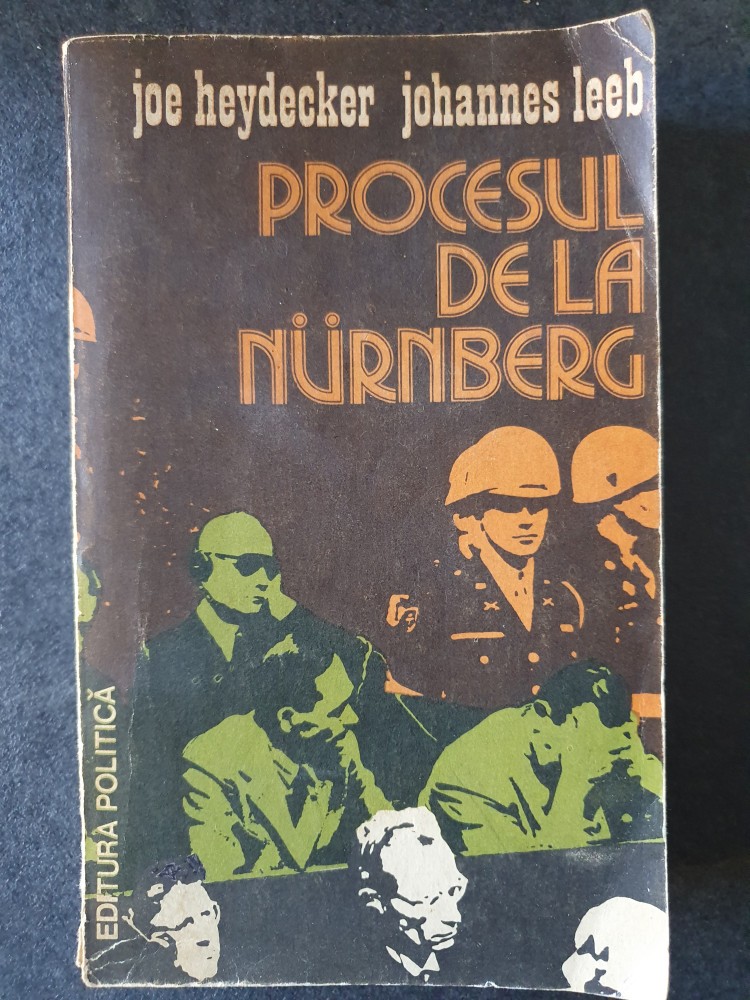 joe heydecker johannes leeb
PROCESUL
DE LA
NÜRNBERG
EDITURA POLITICĂ